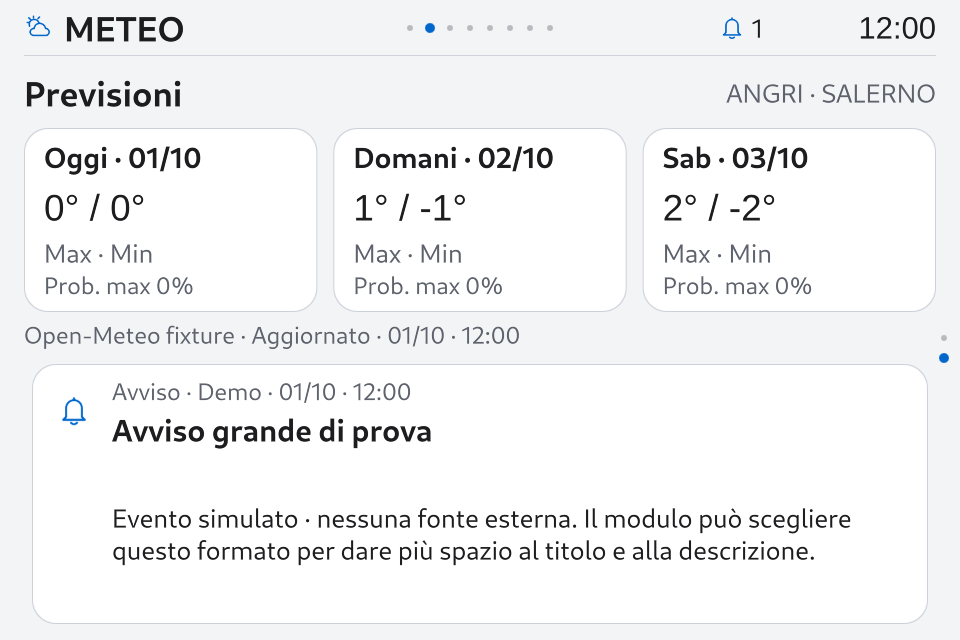 METEO
1
12:00
Previsioni
ANGRI · SALERNO
Oggi · 01/10
0° / 0°
Max · Min
Prob. max 0%
Domani · 02/10
1° / -1°
Max · Min
Prob. max 0%
Sab · 03/10
2° / -2°
Max · Min
Prob. max 0%
Open-Meteo fixture · Aggiornato · 01/10 · 12:00
Avviso · Demo · 01/10 · 12:00
Avviso grande di prova
Evento simulato · nessuna fonte esterna. Il modulo può scegliere
questo formato per dare più spazio al titolo e alla descrizione.